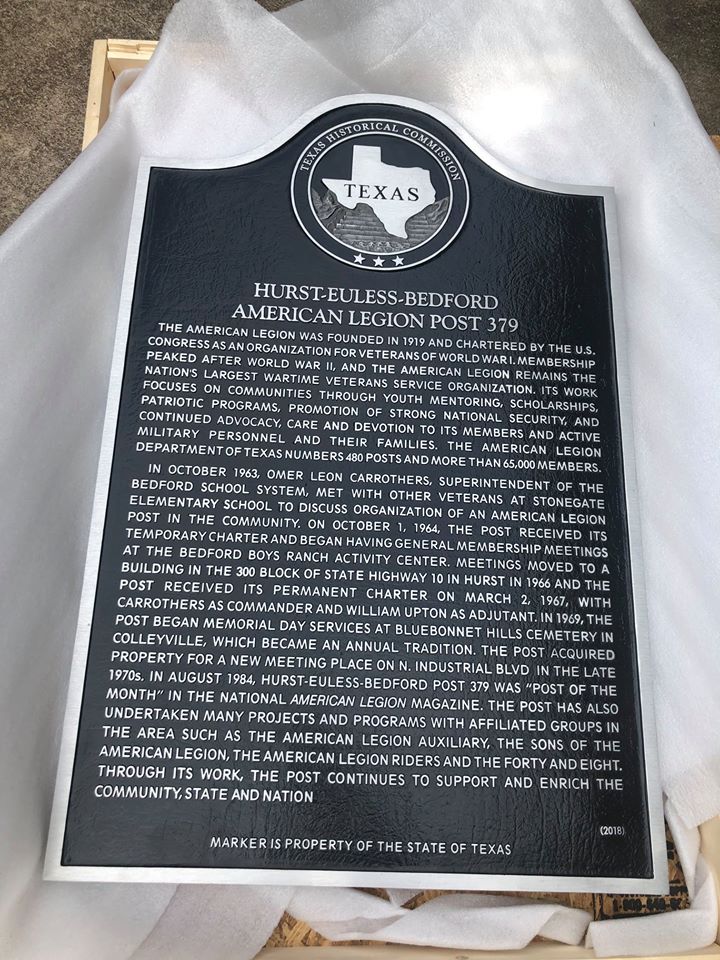 TEXAS HISTORICAL COMMISSION
TEXAS
HURST-EULESS-BEDFORD
AMERICAN LEGION POST 379
THE AMERICAN LEGION WAS FOUNDED IN 1919 AND CHARTERED BY THE U.S.
CONGRESS AS AN ORGANIZATION FOR VETERANS OF WORLD WAR I. MEMBERSHIP
PEAKED AFTER WORLD WAR II, AND THE AMERICAN LEGION REMAINS THE
NATION'S LARGEST WARTIME VETERANS SERVICE ORGANIZATION. ITS WORK
FOCUSES ON COMMUNITIES THROUGH YOUTH MENTORING, SCHOLARSHIPS,
PATRIOTIC PROGRAMS, PROMOTION OF STRONG NATIONAL SECURITY, AND
CONTINUED ADVOCACY, CARE AND DEVOTION TO ITS MEMBERS AND ACTIVE
MILITARY PERSONNEL AND THEIR FAMILIES. THE AMERICAN LEGION
DEPARTMENT OF TEXAS NUMBERS 480 POSTS AND MORE THAN 65,000 MEMBERS.
IN OCTOBER 1963, OMER LEON CARROTHERS, SUPERINTENDENT OF THE
BEDFORD SCHOOL SYSTEM, MET WITH OTHER VETERANS AT STONEGATE
ELEMENTARY SCHOOL TO DISCUSS ORGANIZATION OF AN AMERICAN LEGION
POST IN THE COMMUNITY. ON OCTOBER 1, 1964, THE POST RECEIVED ITS
TEMPORARY CHARTER AND BEGAN HAVING GENERAL MEMBERSHIP MEETINGS
AT THE BEDFORD BOYS RANCH ACTIVITY CENTER. MEETINGS MOVED TO A
BUILDING IN THE 300 BLOCK OF STATE HIGHWAY 10 IN HURST IN 1966 AND THE
POST RECEIVED ITS PERMANENT CHARTER ON MARCH 2, 1967, WITH
CARROTHERS AS COMMANDER AND WILLIAM UPTON AS ADJUTANT. IN 1969, THE
POST BEGAN MEMORIAL DAY SERVICES AT BLUEBONNET HILLS CEMETERY IN
COLLEYVILLE, WHICH BECAME AN ANNUAL TRADITION. THE POST ACQUIRED
PROPERTY FOR A NEW MEETING PLACE ON N. INDUSTRIAL BLVD IN THE LATE
1970s. IN AUGUST 1984, HURST-EULESS-BEDFORD POST 379 WAS "POST OF THE
MONTH" IN THE NATIONAL AMERICAN LEGION MAGAZINE. THE POST HAS ALSO
UNDERTAKEN MANY PROJECTS AND PROGRAMS WITH AFFILIATED GROUPS IN
THE AREA SUCH AS THE AMERICAN LEGION AUXILIARY, THE SONS OF THE
AMERICAN LEGION, THE AMERICAN LEGION RIDERS AND THE FORTY AND EIGHT.
THROUGH ITS WORK, THE POST CONTINUES TO SUPPORT AND ENRICH THE
COMMUNITY, STATE AND NATION
(2018)
MARKER IS PROPERTY OF THE STATE OF TEXAS